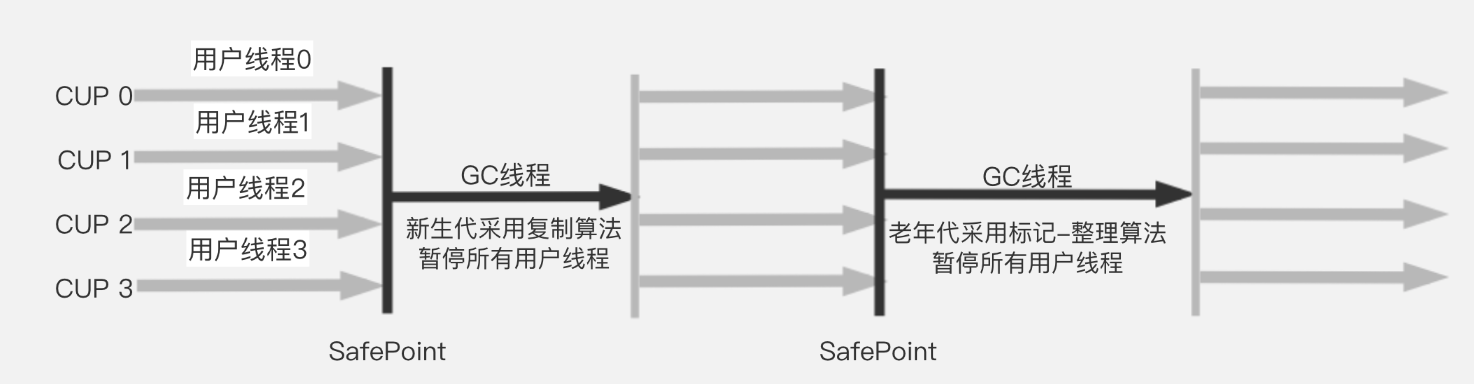 用户线程0
CUP 0
用户线程1
CUP 1
用户线程2
CUP 2
用户线程3
CUP 3
GC线程
新生代采用复制算法
暂停所有用户线程
GC线程
老年代采用标记-整理算法
暂停所有用户线程
SafePoint
SafePoint